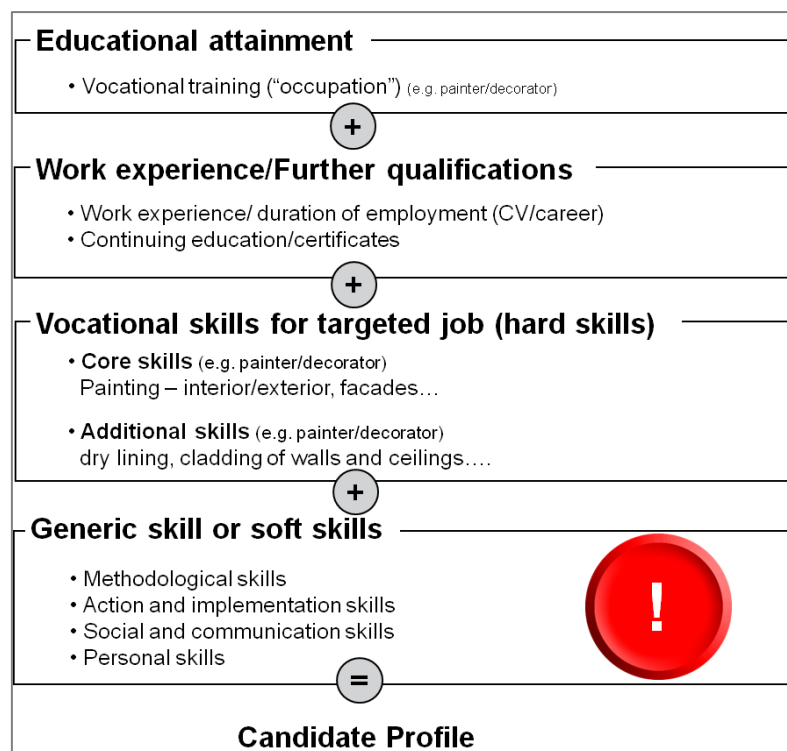 Educational attainment
• Vocational training (“occupation”) (e.g. painter/decorator)
+
Work experience/Further qualifications
• Work experience/ duration of employment (CV/career)
• Continuing education/certificates
+
Vocational skills for targeted job (hard skills)
• Core skills (e.g. painter/decorator)
Painting – interior/exterior, facades…
• Additional skills (e.g. painter/decorator)
dry lining, cladding of walls and ceilings….
+
Generic skill or soft skills
• Methodological skills
• Action and implementation skills
• Social and communication skills
• Personal skills
!
=
Candidate Profile